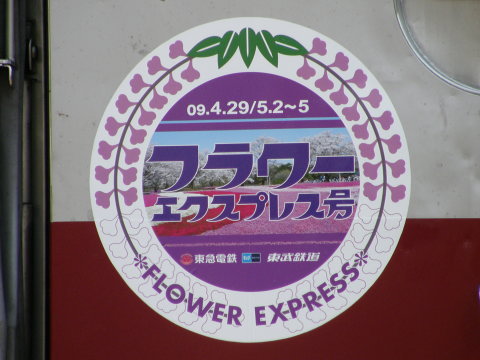 09.4.29/5.2〜5
フラワー
エクスプレス号
東急電鉄 東武鉄道
*FLOWER EXPRESS*